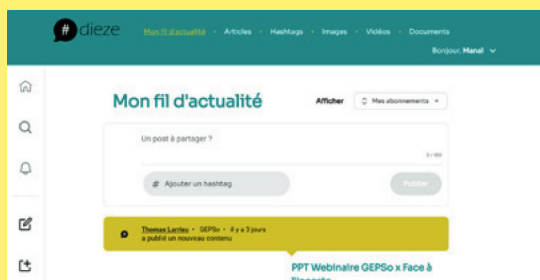 # dieze
Mon fil d'actualité • Articles • Hashtags • Images • Vidéos • Documents
Bonjour, Manal
Mon fil d'actualité
Afficher
Mes abonnements
Un post à partager ?
# Ajouter un hashtag
Publier
Thomas Larrieu • GEPSo • il y a 3 jours
a publié un nouveau contenu
PPT Webinaire GEPSo x Face à
l'inceste